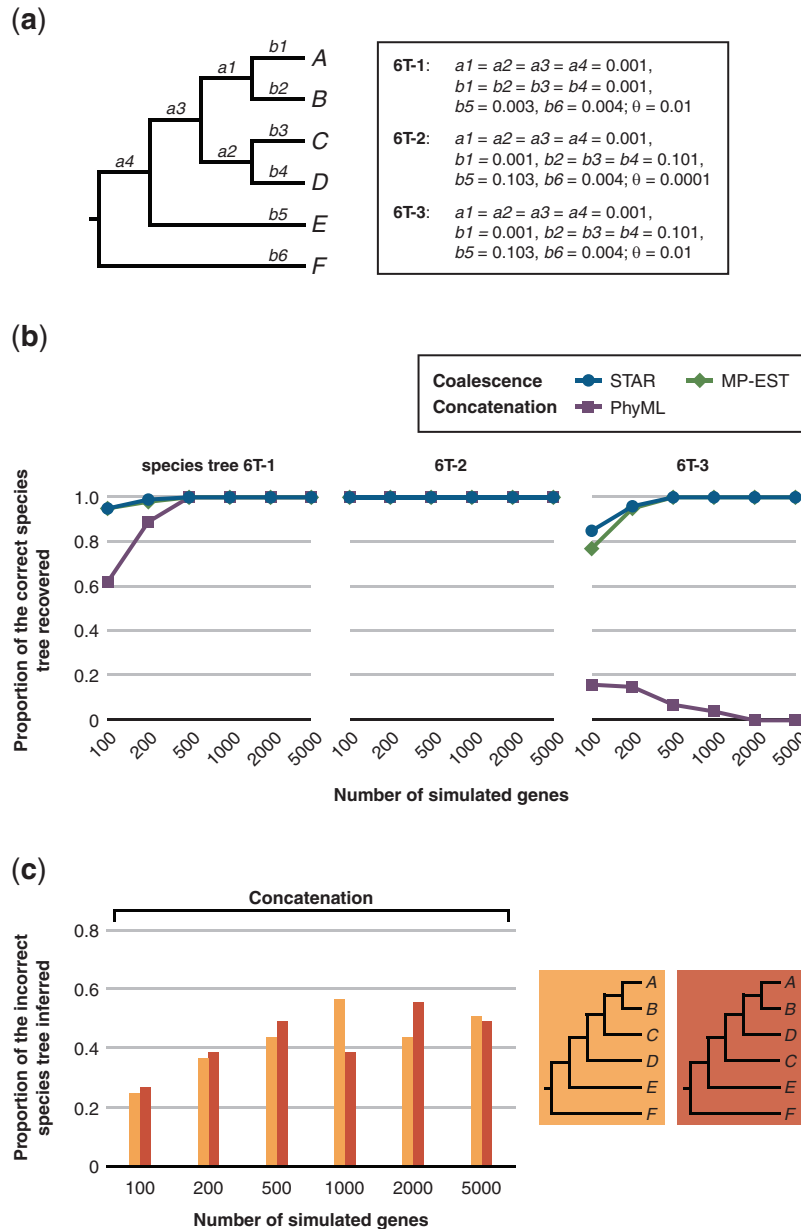 (a)
b1 A
a1
b2 B
a3
b3 C
a2
a4
b4 D
b5 E
b6 F
6T-1: a1 = a2 = a3 = a4 = 0.001,
b1 = b2 = b3 = b4 = 0.001,
b5 = 0.003, b6 = 0.004; θ = 0.01
6T-2: a1 = a2 = a3 = a4 = 0.001,
b1 = 0.001, b2 = b3 = b4 = 0.101,
b5 = 0.103, b6 = 0.004; θ = 0.0001
6T-3: a1 = a2 = a3 = a4 = 0.001,
b1 = 0.001, b2 = b3 = b4 = 0.101,
b5 = 0.103, b6 = 0.004; θ = 0.01
(b)
Coalescence STAR MP-EST
Concatenation PhyML
species tree 6T-1 6T-2 6T-3
Proportion of the correct species
tree recovered
1.0
0.8
0.6
0.4
0.2
0
100 200 500 1000 2000 5000 100 200 500 1000 2000 5000 100 200 500 1000 2000 5000
Number of simulated genes
(c)
Concatenation
Proportion of the incorrect
species tree inferred
0.8
0.6
0.4
0.2
0
100 200 500 1000 2000 5000
Number of simulated genes
A
B
C
D
E
F
A
B
D
C
E
F